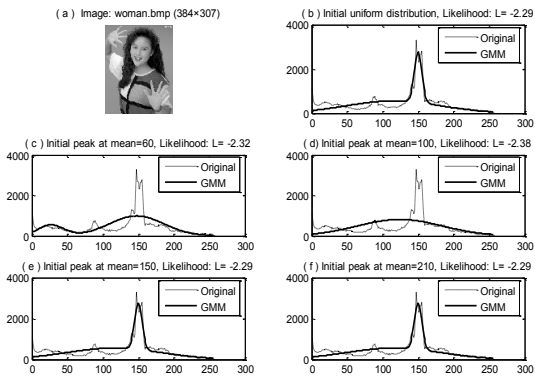 ( a ) Image: woman.bmp (384×307)
( b ) Initial uniform distribution, Likelihood: L= -2.29
4000
2000
0
0 50 100 150 200 250 300
Original
GMM
( c ) Initial peak at mean=60, Likelihood: L= -2.32
4000
2000
0
0 50 100 150 200 250 300
Original
GMM
(d) Initial peak at mean=100, Likelihood: L= -2.38
4000
2000
0
0 50 100 150 200 250 300
Original
GMM
(e) Initial peak at mean=150, Likelihood: L= -2.29
4000
2000
0
0 50 100 150 200 250 300
Original
GMM
(f) Initial peak at mean=210, Likelihood: L= -2.29
4000
2000
0
0 50 100 150 200 250 300
Original
GMM